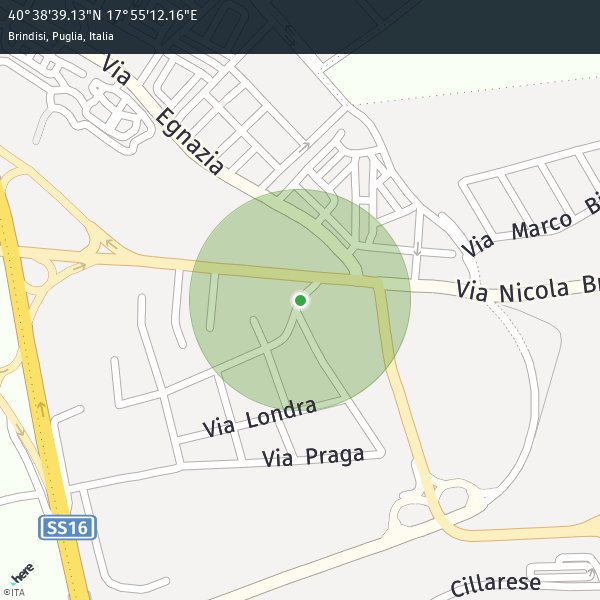 40°38'39.13"N 17°55'12.16"E
Brindisi, Puglia, Italia
Via Egnazia
Via Marco Bi
Via Nicola Br
Via Londra
Via Praga
SS16
here
©ITA
Cillarese